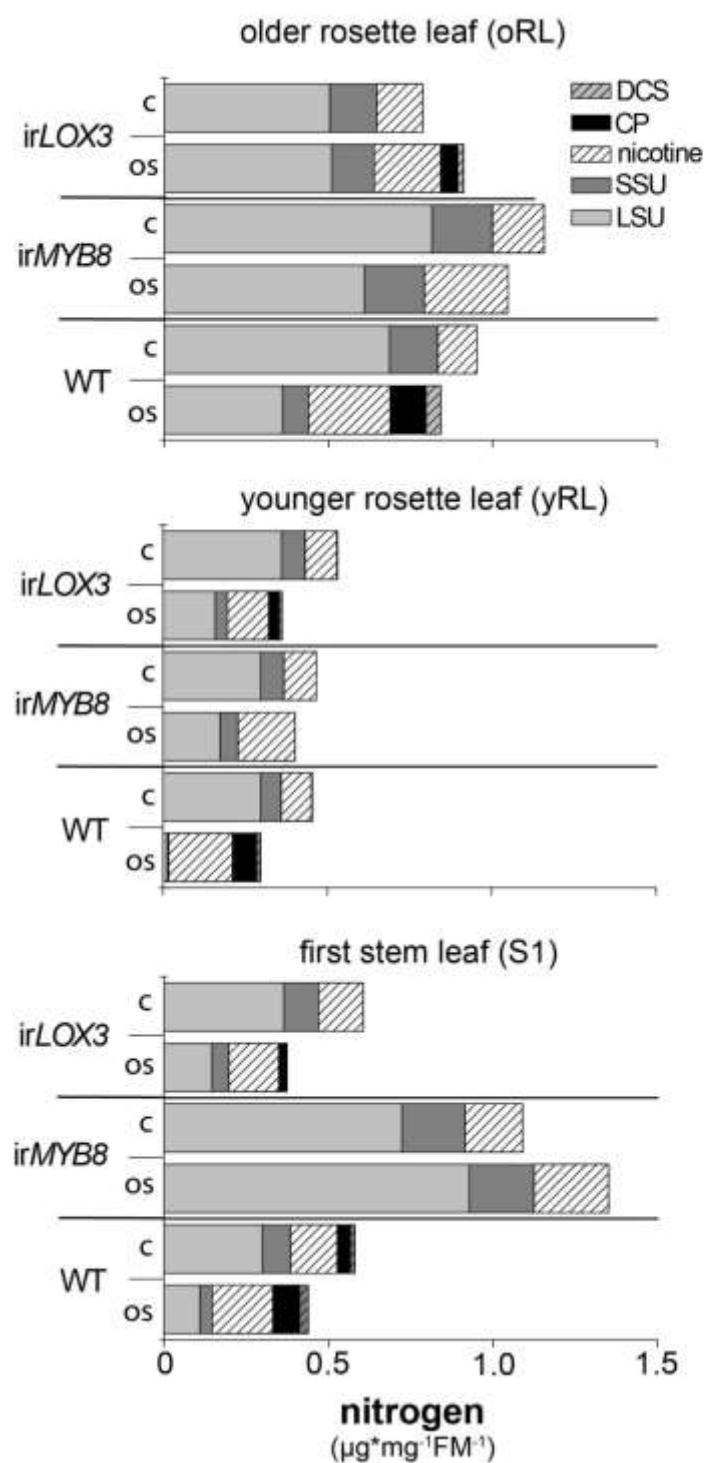 older rosette leaf (oRL)
irLOX3
c
os
irMYB8
c
os
WT
c
os
DCS
CP
nicotine
SSU
LSU
younger rosette leaf (yRL)
irLOX3
c
os
irMYB8
c
os
WT
c
os
first stem leaf (S1)
irLOX3
c
os
irMYB8
c
os
WT
c
os
0 0.5 1.0 1.5
nitrogen
(µg*mg⁻¹FM⁻¹)